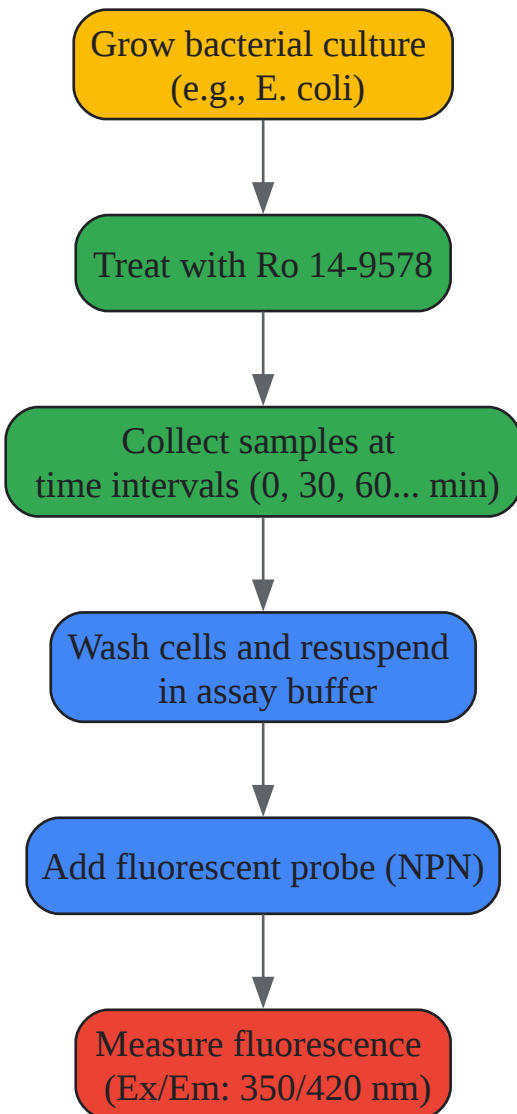 Grow bacterial culture
(e.g., E. coli)
Treat with Ro 14-9578
Collect samples at
time intervals (0, 30, 60... min)
Wash cells and resuspend
in assay buffer
Add fluorescent probe (NPN)
Measure fluorescence
(Ex/Em: 350/420 nm)